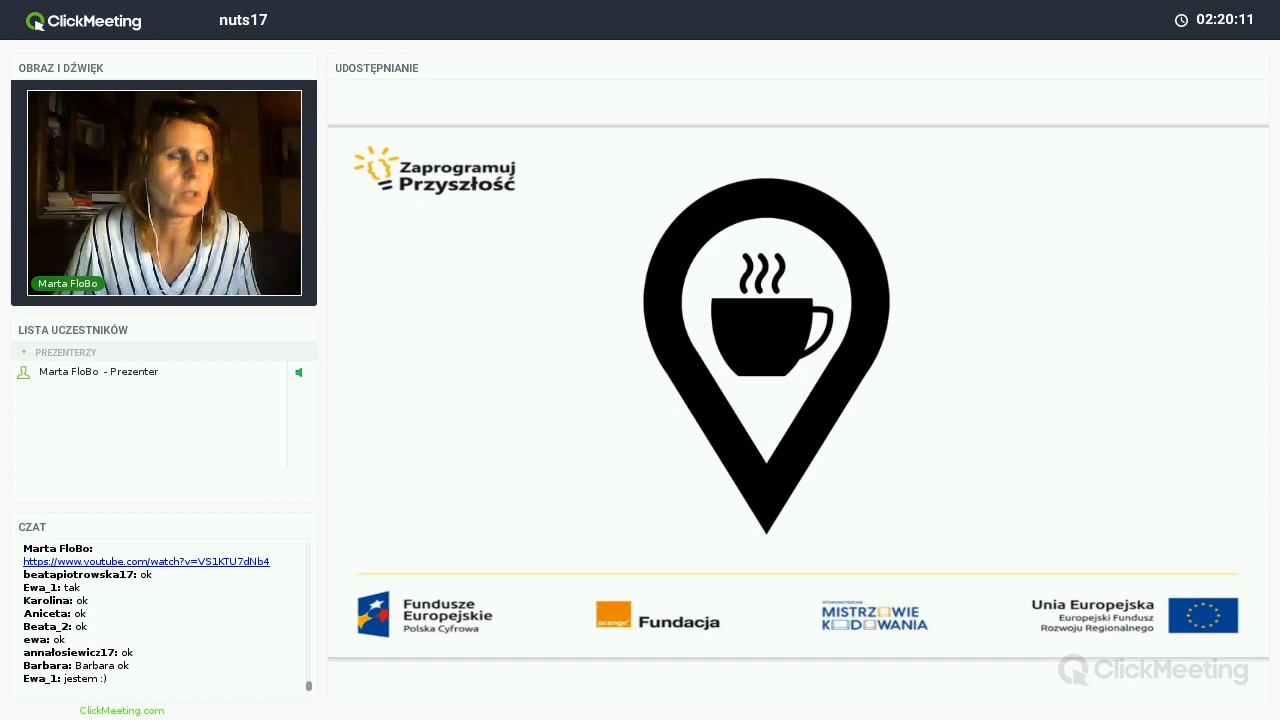 ClickMeeting
nuts17
02:20:11
OBRAZ I DŹWIĘK
Marta FloBo
LISTA UCZESTNIKÓW
PREZENTERZY
Marta FloBo - Prezenter
CZAT
Marta FloBo:
https://www.youtube.com/watch?v=VS1KTU7dNb4
beatapiotrowska17: ok
Ewa_1: tak
Karolina: ok
Aniceta: ok
Beata_2: ok
ewa: ok
annałosiewicz17: ok
Barbara: Barbara ok
Ewa_1: jestem :)
ClickMeeting.com
UDOSTĘPNIANIE
Zaprogramuj
Przyszłość
Fundusze
Europejskie
Polska Cyfrowa
orange
Fundacja
STOWARZYSZENIE
MISTRZOWIE
KODOWANIA
Unia Europejska
Europejski Fundusz
Rozwoju Regionalnego
ClickMeeting